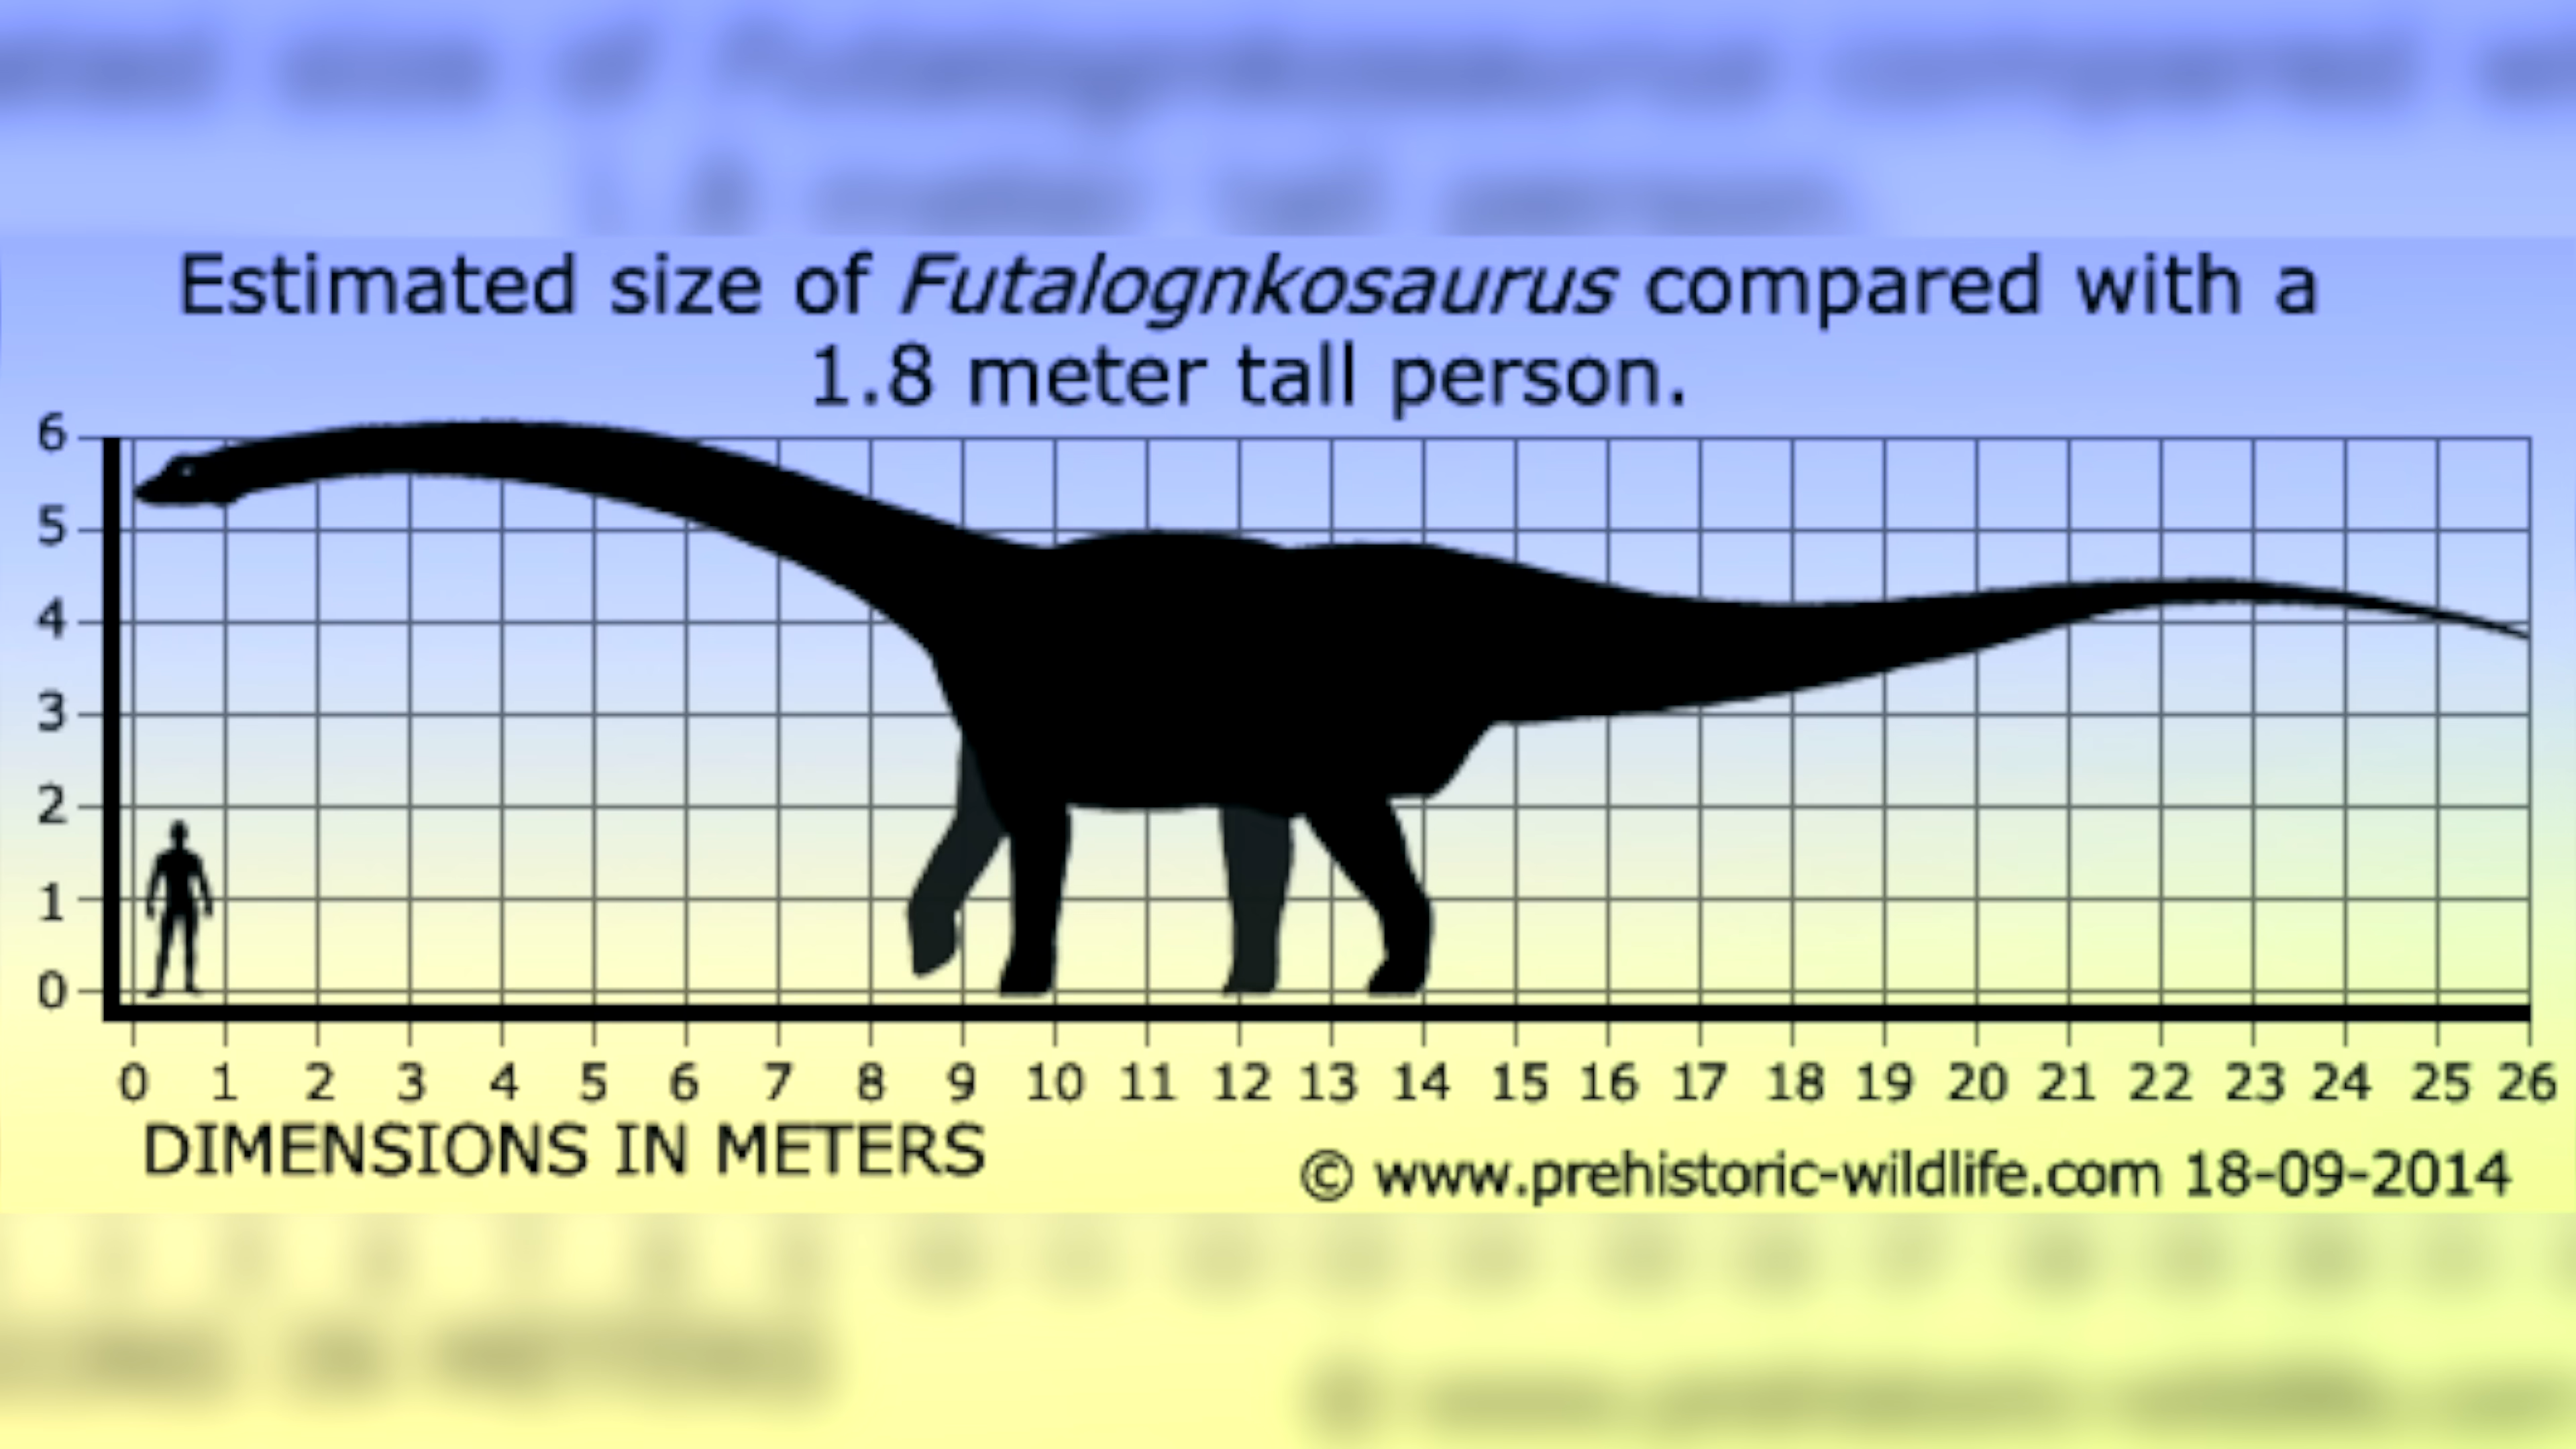 Estimated size of Futalognkosaurus compared with a
1.8 meter tall person.
6
5
4
3
2
1
0
0 1 2 3 4 5 6 7 8 9 10 11 12 13 14 15 16 17 18 19 20 21 22 23 24 25 26
DIMENSIONS IN METERS
© www.prehistoric-wildlife.com 18-09-2014